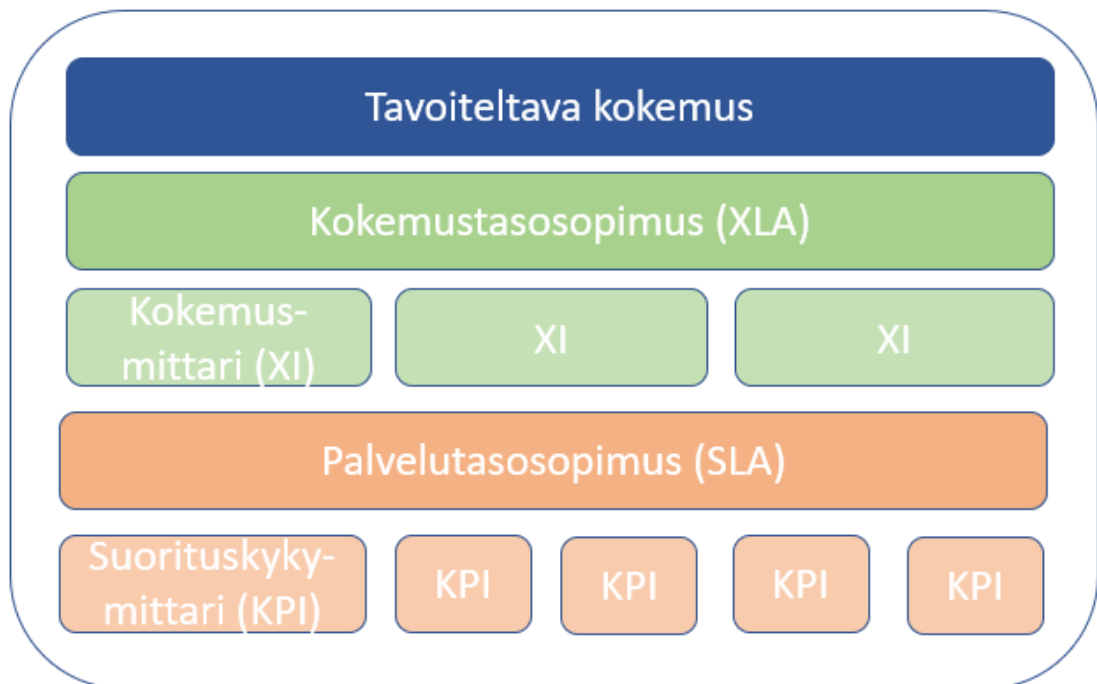 Tavoiteltava kokemus
Kokemustasosopimus (XLA)
Kokemus-
mittari (XI)
XI
XI
Palvelutasosopimus (SLA)
Suorituskyky-
mittari (KPI)
KPI
KPI
KPI
KPI